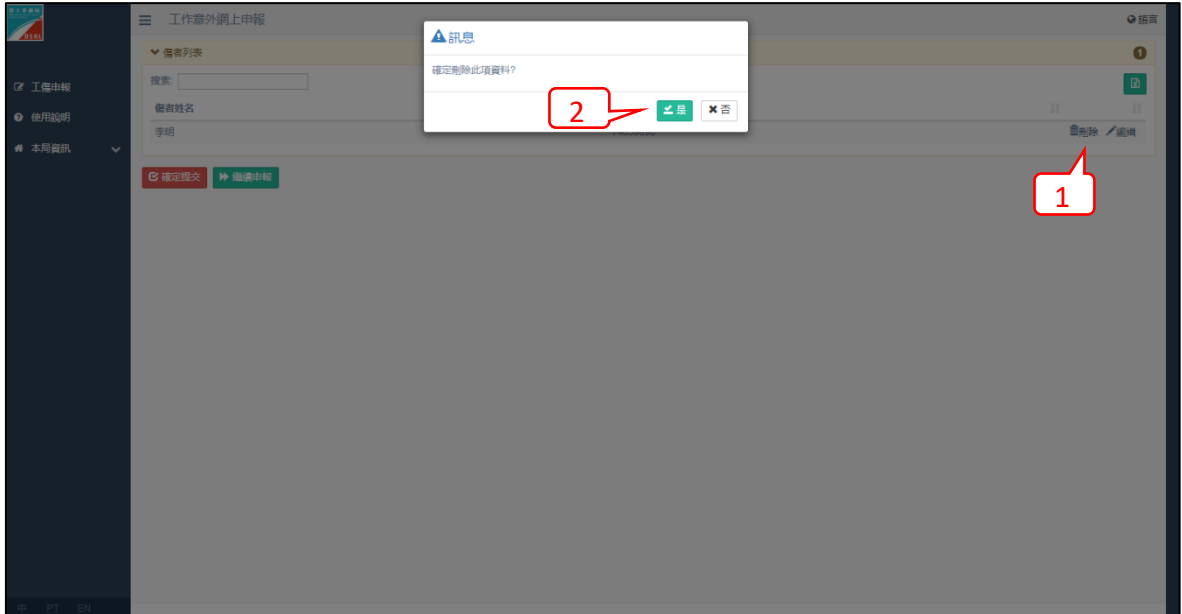 DSAL
工作意外網上申報
語言
訊息
傷者列表
1
確定刪除此項資料?
工傷申報
搜索:
使用說明
傷者姓名
2
是
否
李明
刪除
編輯
本局資訊
確定提交
繼續申報
1
中 PT EN